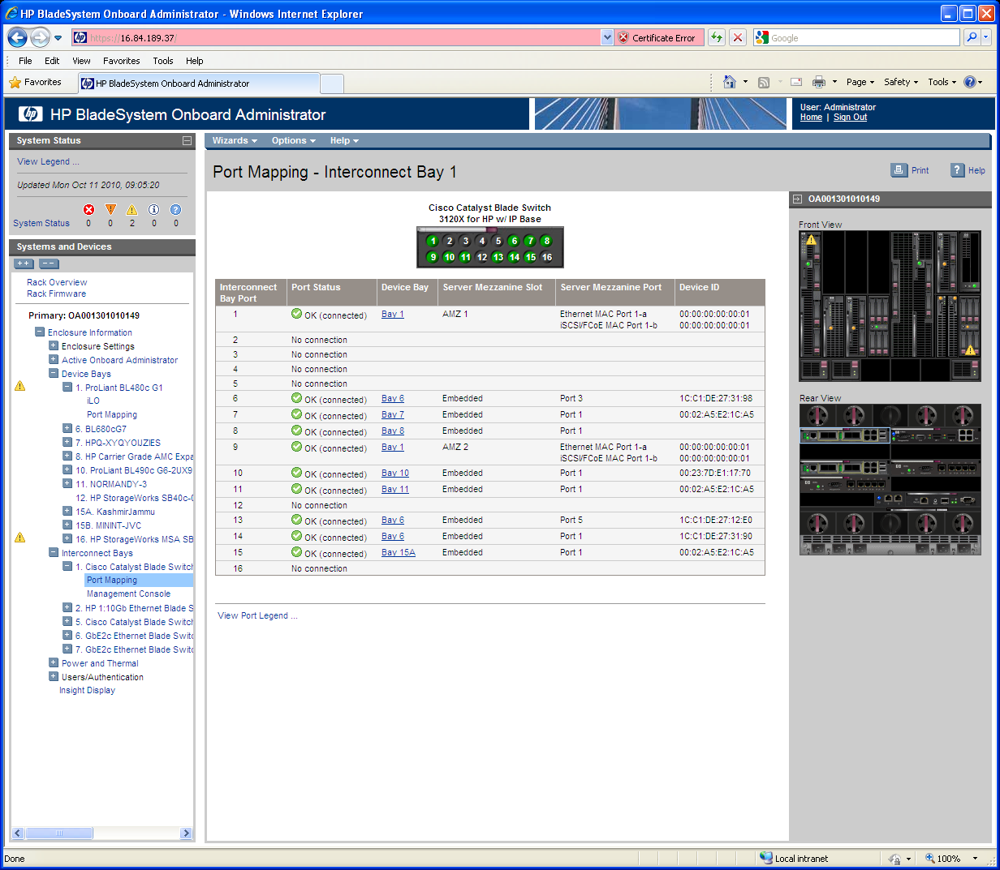 HP BladeSystem Onboard Administrator - Windows Internet Explorer
https://16.84.189.37/
Certificate Error
Google
File Edit View Favorites Tools Help
Favorites
HP BladeSystem Onboard Administrator
Page Safety Tools
HP BladeSystem Onboard Administrator
User: Administrator
Home | Sign Out
System Status
View Legend ...
Updated Mon Oct 11 2010, 09:05:20
System Status 0 0 2 0 0
Systems and Devices
Rack Overview
Rack Firmware
Primary: OA001301010149
Enclosure Information
Enclosure Settings
Active Onboard Administrator
Device Bays
1. ProLiant BL480c G1
iLO
Port Mapping
6. BL680cG7
7. HPQ-XYQYOUZIES
8. HP Carrier Grade AMC Expa
10. ProLiant BL490c G6-2UX9
11. NORMANDY-3
12. HP StorageWorks SB40c-
15A. KashmirJammu
15B. MININT-JVC
16. HP StorageWorks MSA SB
Interconnect Bays
1. Cisco Catalyst Blade Switch
Port Mapping
Management Console
2. HP 1:10Gb Ethernet Blade S
5. Cisco Catalyst Blade Switch
6. GbE2c Ethernet Blade Switc
7. GbE2c Ethernet Blade Switc
Power and Thermal
Users/Authentication
Insight Display
Wizards Options Help
Port Mapping - Interconnect Bay 1
Print Help
Cisco Catalyst Blade Switch
3120X for HP w/ IP Base
1 2 3 4 5 6 7 8
9 10 11 12 13 14 15 16
Interconnect Bay Port Port Status Device Bay Server Mezzanine Slot Server Mezzanine Port Device ID
1 OK (connected) Bay 1 AMZ 1 Ethernet MAC Port 1-a 00:00:00:00:00:01
iSCSI/FCoE MAC Port 1-b 00:00:00:00:00:01
2 No connection
3 No connection
4 No connection
5 No connection
6 OK (connected) Bay 6 Embedded Port 3 1C:C1:DE:27:31:98
7 OK (connected) Bay 7 Embedded Port 1 00:02:A5:E2:1C:A5
8 OK (connected) Bay 8 Embedded Port 1
9 OK (connected) Bay 1 AMZ 2 Ethernet MAC Port 1-a 00:00:00:00:00:01
iSCSI/FCoE MAC Port 1-b 00:00:00:00:00:01
10 OK (connected) Bay 10 Embedded Port 1 00:23:7D:E1:17:70
11 OK (connected) Bay 11 Embedded Port 1 00:02:A5:E2:1C:A5
12 No connection
13 OK (connected) Bay 6 Embedded Port 5 1C:C1:DE:27:12:E0
14 OK (connected) Bay 6 Embedded Port 1 1C:C1:DE:27:31:90
15 OK (connected) Bay 15A Embedded Port 1 00:02:A5:E2:1C:A5
16 No connection
View Port Legend ...
OA001301010149
Front View
Rear View
Done
Local intranet
100%